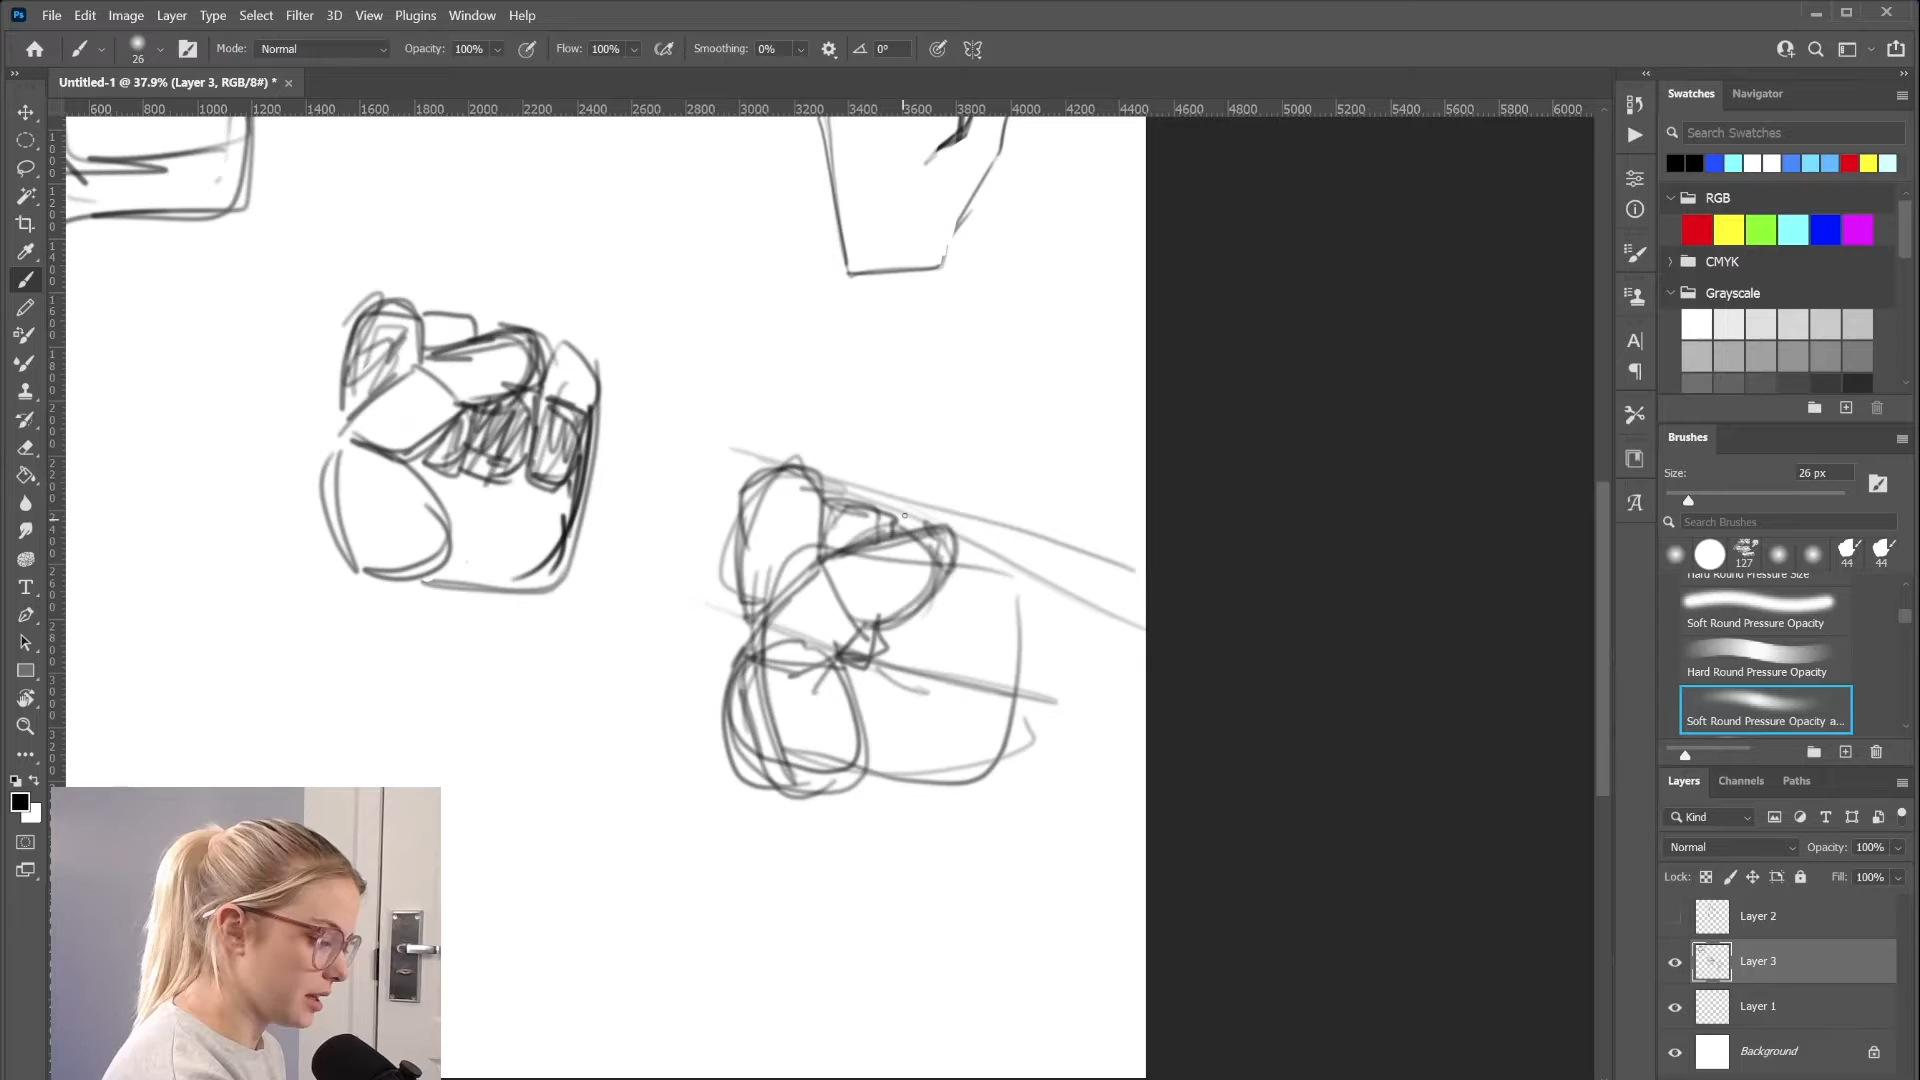 Ps File Edit Image Layer Type Select Filter 3D View Plugins Window Help
26 Mode: Normal Opacity: 100% Flow: 100% Smoothing: 0% 0°
Untitled-1 @ 37.9% (Layer 3, RGB/8#) *
600 800 1000 1200 1400 1600 1800 2000 2200 2400 2600 2800 3000 3200 3400 3600 3800 4000 4200 4400 4600 4800 5000 5200 5400 5600 5800 6000
Swatches Navigator
Search Swatches
RGB
CMYK
Grayscale
Brushes
Size: 26 px
Search Brushes
127 44 44
Hard Round Pressure Size
Soft Round Pressure Opacity
Hard Round Pressure Opacity
Soft Round Pressure Opacity a...
Layers Channels Paths
Kind
Normal Opacity: 100%
Lock: Fill: 100%
Layer 2
Layer 3
Layer 1
Background